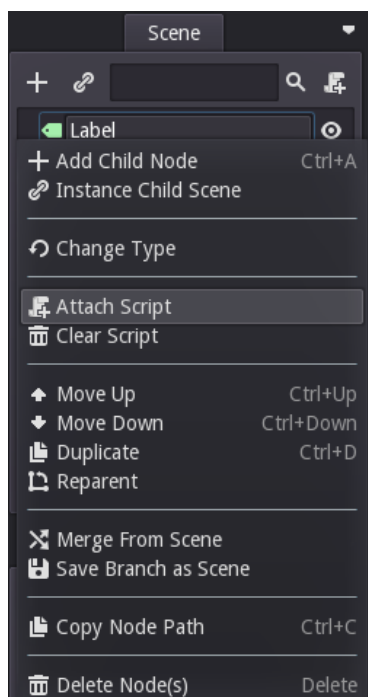 Scene
Label
Add Child Node Ctrl+A
Instance Child Scene
Change Type
Attach Script
Clear Script
Move Up Ctrl+Up
Move Down Ctrl+Down
Duplicate Ctrl+D
Reparent
Merge From Scene
Save Branch as Scene
Copy Node Path Ctrl+C
Delete Node(s) Delete